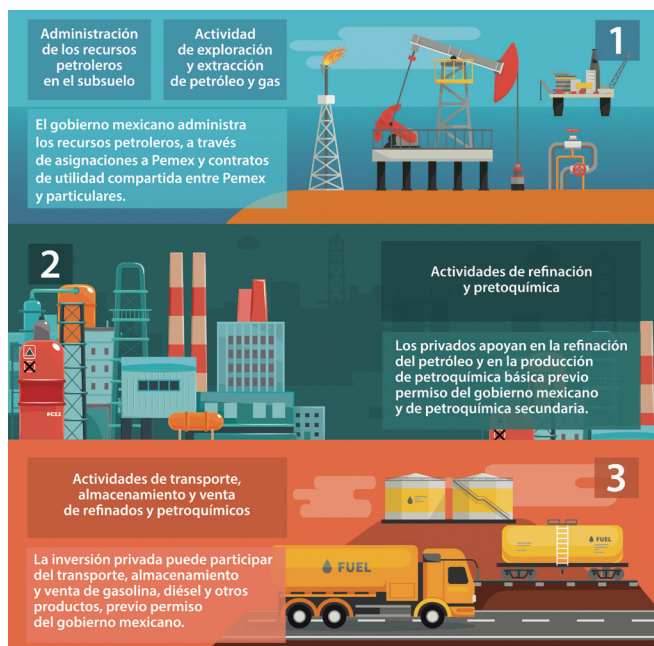 Administración
de los recursos
petroleros
en el subsuelo
Actividad
de exploración
y extracción
de petróleo y gas
1
El gobierno mexicano administra
los recursos petroleros, a través
de asignaciones a Pemex y contratos
de utilidad compartida entre Pemex
y particulares.
2
Actividades de refinación
y pretoquímica
Los privados apoyan en la refinación
del petróleo y en la producción
de petroquímica básica previo
permiso del gobierno mexicano
y de petroquímica secundaria.
3
Actividades de transporte,
almacenamiento y venta
de refinados y petroquímicos
La inversión privada puede participar
del transporte, almacenamiento
y venta de gasolina, diésel y otros
productos, previo permiso
del gobierno mexicano.
FUEL
FUEL